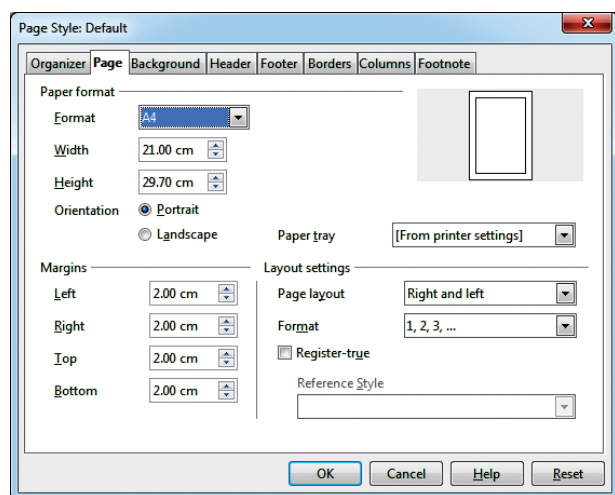 Page Style: Default
Organizer Page Background Header Footer Borders Columns Footnote
Paper format
Format A4
Width 21.00 cm
Height 29.70 cm
Orientation Portrait
Landscape Paper tray [From printer settings]
Margins Layout settings
Left 2.00 cm Page layout Right and left
Right 2.00 cm Format 1, 2, 3, ...
Top 2.00 cm Register-true
Bottom 2.00 cm Reference Style
OK Cancel Help Reset